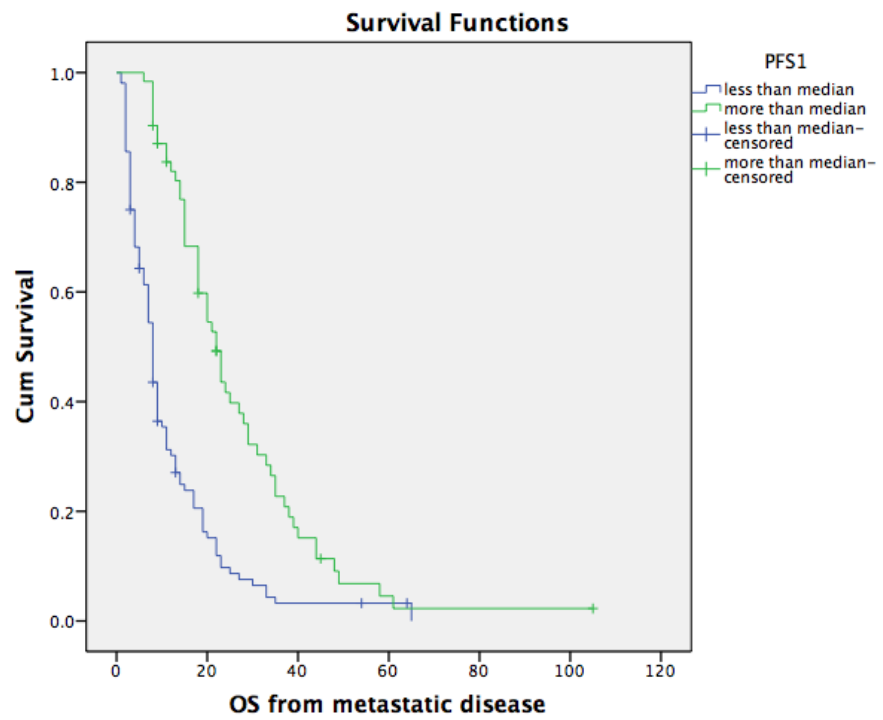 Survival Functions
PFS1
less than median
more than median
less than median-
censored
more than median-
censored
Cum Survival
1.0
0.8
0.6
0.4
0.2
0.0
0
20
40
60
80
100
120
OS from metastatic disease